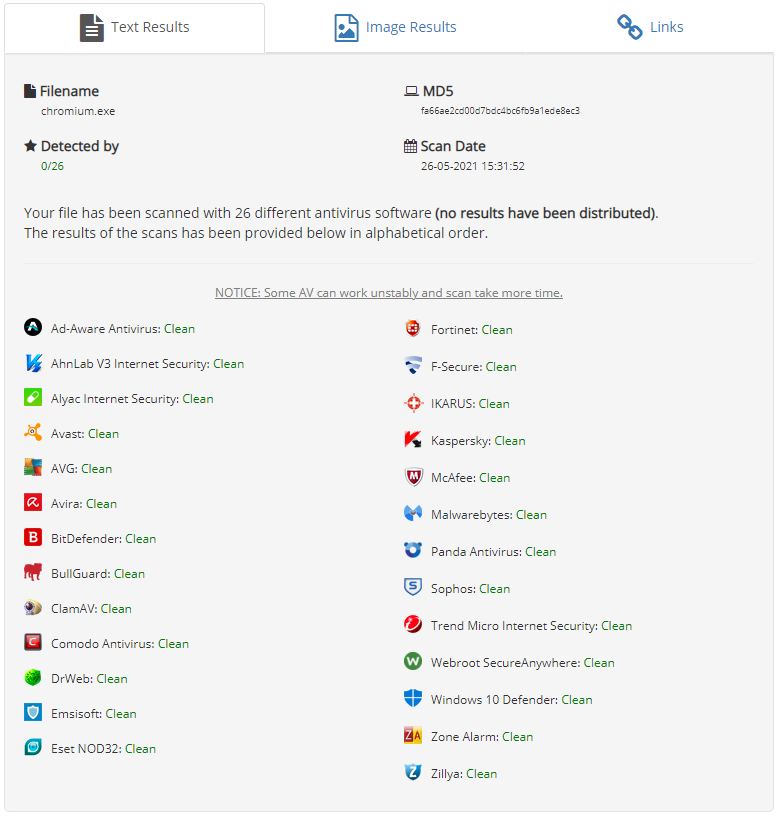 Text Results
Image Results
Links
Filename
chromium.exe
MD5
fa66ae2cd00d7bdc4bc6fb9a1ede8ec3
Detected by
0/26
Scan Date
26-05-2021 15:31:52
Your file has been scanned with 26 different antivirus software (no results have been distributed).
The results of the scans has been provided below in alphabetical order.
NOTICE: Some AV can work unstably and scan take more time.
Ad-Aware Antivirus: Clean
AhnLab V3 Internet Security: Clean
Alyac Internet Security: Clean
Avast: Clean
AVG: Clean
Avira: Clean
BitDefender: Clean
BullGuard: Clean
ClamAV: Clean
Comodo Antivirus: Clean
DrWeb: Clean
Emsisoft: Clean
Eset NOD32: Clean
Fortinet: Clean
F-Secure: Clean
IKARUS: Clean
Kaspersky: Clean
McAfee: Clean
Malwarebytes: Clean
Panda Antivirus: Clean
Sophos: Clean
Trend Micro Internet Security: Clean
Webroot SecureAnywhere: Clean
Windows 10 Defender: Clean
Zone Alarm: Clean
Zillya: Clean